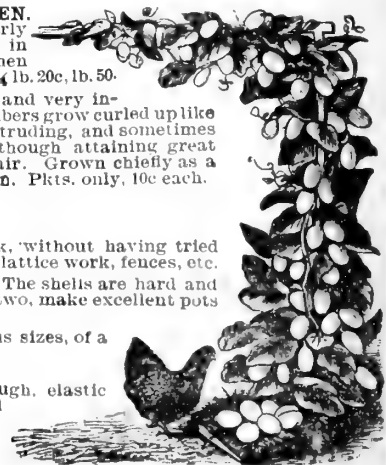 EN.
rly
in
nen
lb. 20c, lb. 50.
and very in-
bers grow curled up like
truding, and sometimes
though attaining great
air. Grown chiefly as a
n. Pkts. only, 10c each.
k, without having tried
lattice work, fences, etc.
The shells are hard and
two, make excellent pots
s sizes, of a
ugh, elastic